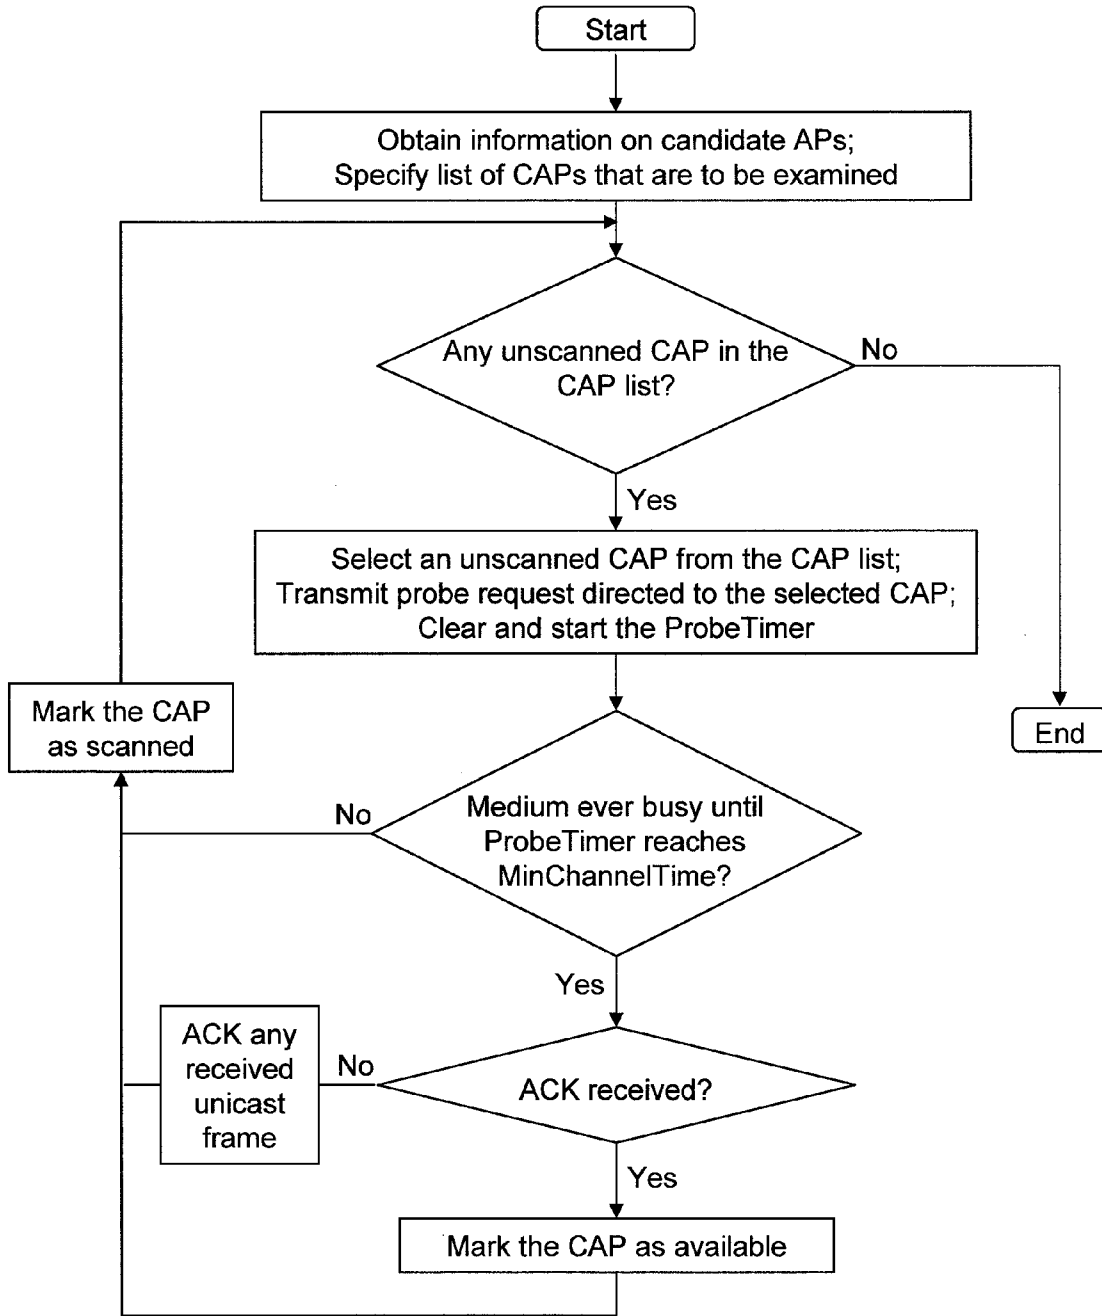 Start
Obtain information on candidate APs;
Specify list of CAPs that are to be examined
Any unscanned CAP in the
CAP list?
No
Yes
Select an unscanned CAP from the CAP list;
Transmit probe request directed to the selected CAP;
Clear and start the ProbeTimer
Mark the CAP
as scanned
End
Medium ever busy until
ProbeTimer reaches
MinChannelTime?
No
Yes
ACK any
received
unicast
frame
No
ACK received?
Yes
Mark the CAP as available